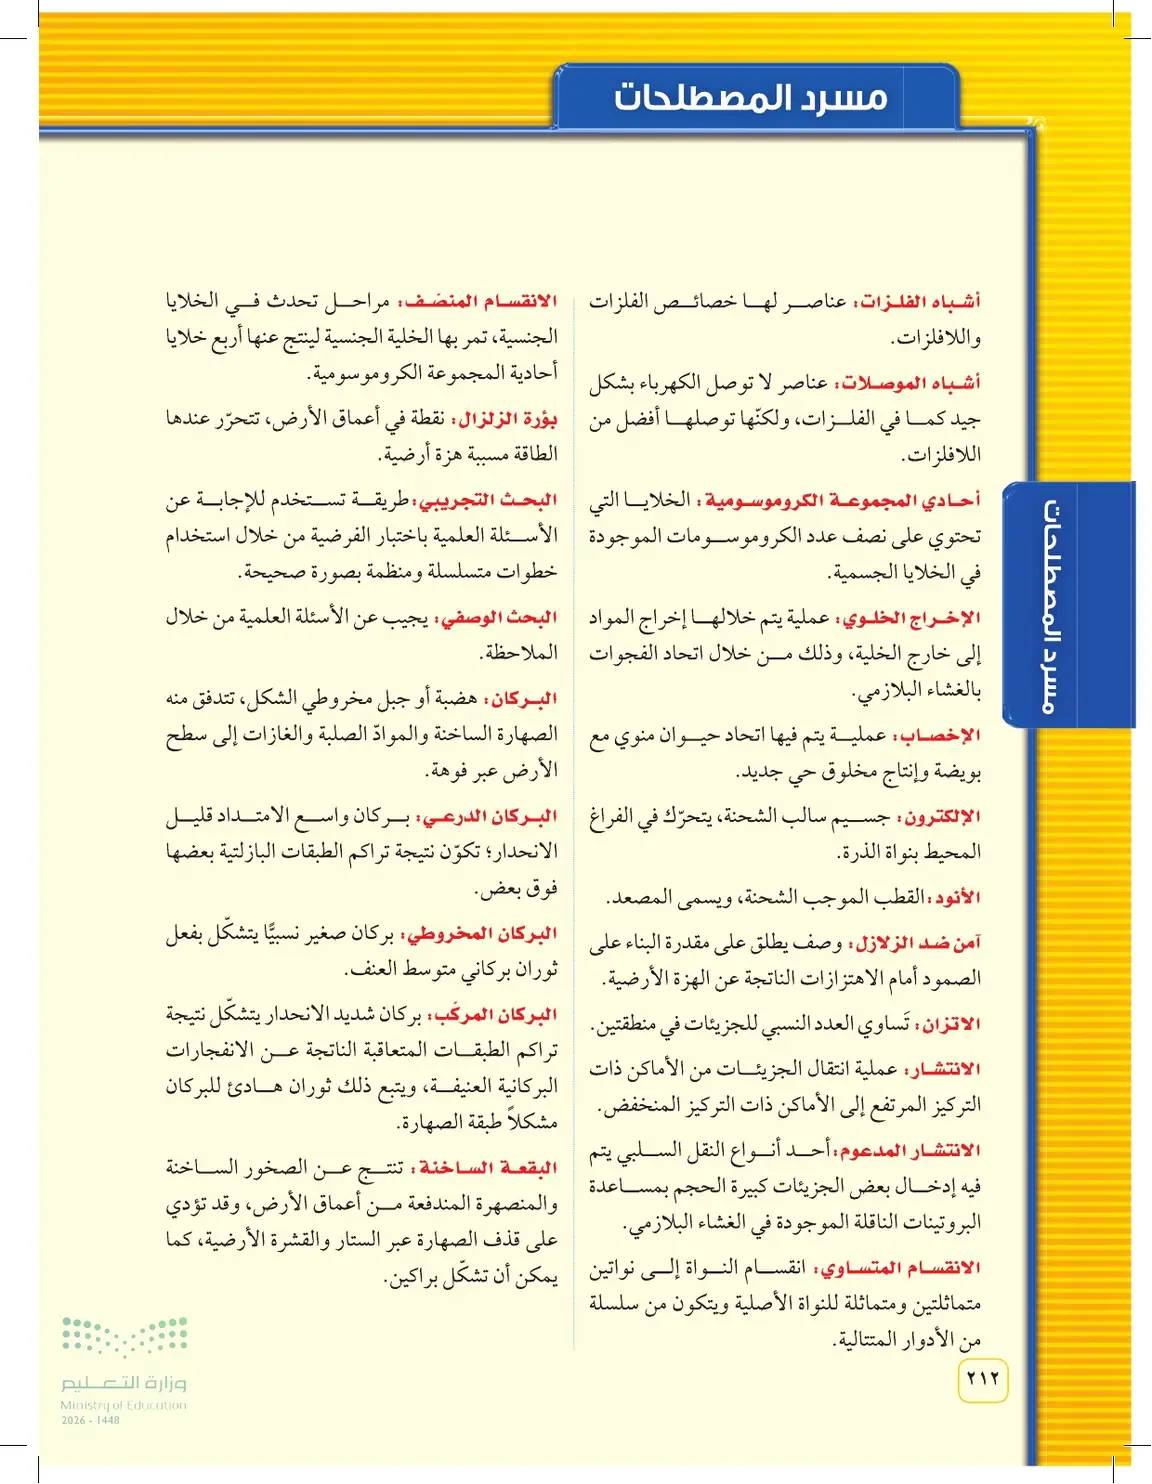 مسرد المصطلحات
أشباه الفلزات: عناصر لها خصائص الفلزات
واللافلزات.
أشباه الموصلات: عناصر لا توصل الكهرباء بشكل
جيد كما في الفلزات، ولكنّها توصلها أفضل من
اللافلزات.
أحادي المجموعة الكروموسومية: الخلايا التي
تحتوي على نصف عدد الكروموسومات الموجودة
في الخلايا الجسمية.
الإخراج الخلوي: عملية يتم خلالها إخراج المواد
إلى خارج الخلية، وذلك من خلال اتحاد الفجوات
بالغشاء البلازمي.
الإخصاب: عملية يتم فيها اتحاد حيوان منوي مع
بويضة وإنتاج مخلوق حي جديد.
الإلكترون: جسيم سالب الشحنة، يتحرّك في الفراغ
المحيط بنواة الذرة.
الأنود: القطب الموجب الشحنة، ويسمى المصعد.
آمن ضد الزلازل: وصف يطلق على مقدرة البناء على
الصمود أمام الاهتزازات الناتجة عن الهزة الأرضية.
الاتزان: تَساوي العدد النسبي للجزيئات في منطقتين.
الانتشار: عملية انتقال الجزيئات من الأماكن ذات
التركيز المرتفع إلى الأماكن ذات التركيز المنخفض.
الانتشار المدعوم: أحد أنواع النقل السلبي يتم
فيه إدخال بعض الجزيئات كبيرة الحجم بمساعدة
البروتينات الناقلة الموجودة في الغشاء البلازمي.
الانقسام المتساوي: انقسام النواة إلى نواتين
متماثلتين ومتماثلة للنواة الأصلية ويتكون من سلسلة
من الأدوار المتتالية.
الانقسام المنصّف: مراحل تحدث في الخلايا
الجنسية، تمر بها الخلية الجنسية لينتج عنها أربع خلايا
أحادية المجموعة الكروموسومية.
بؤرة الزلزال: نقطة في أعماق الأرض، تتحرّر عندها
الطاقة مسببة هزة أرضية.
البحث التجريبي: طريقة تستخدم للإجابة عن
الأسئلة العلمية باختبار الفرضية من خلال استخدام
خطوات متسلسلة ومنظمة بصورة صحيحة.
البحث الوصفي: يجيب عن الأسئلة العلمية من خلال
الملاحظة.
البركان: هضبة أو جبل مخروطي الشكل، تتدفق منه
الصهارة الساخنة والموادّ الصلبة والغازات إلى سطح
الأرض عبر فوهة.
البركان الدرعي: بركان واسع الامتداد قليل
الانحدار؛ تكوّن نتيجة تراكم الطبقات البازلتية بعضها
فوق بعض.
البركان المخروطي: بركان صغير نسبيًّا يتشكّل بفعل
ثوران بركاني متوسط العنف.
البركان المركّب: بركان شديد الانحدار يتشكّل نتيجة
تراكم الطبقات المتعاقبة الناتجة عن الانفجارات
البركانية العنيفة، ويتبع ذلك ثوران هادئ للبركان
مشكلاً طبقة الصهارة.
البقعة الساخنة: تنتج عن الصخور الساخنة
والمنصهرة المندفعة من أعماق الأرض، وقد تؤدي
على قذف الصهارة عبر الستار والقشرة الأرضية، كما
يمكن أن تشكّل براكين.
مسرد المصطلحات
٢١٢
وزارة التعليم
Ministry of Education
2026 - 1448